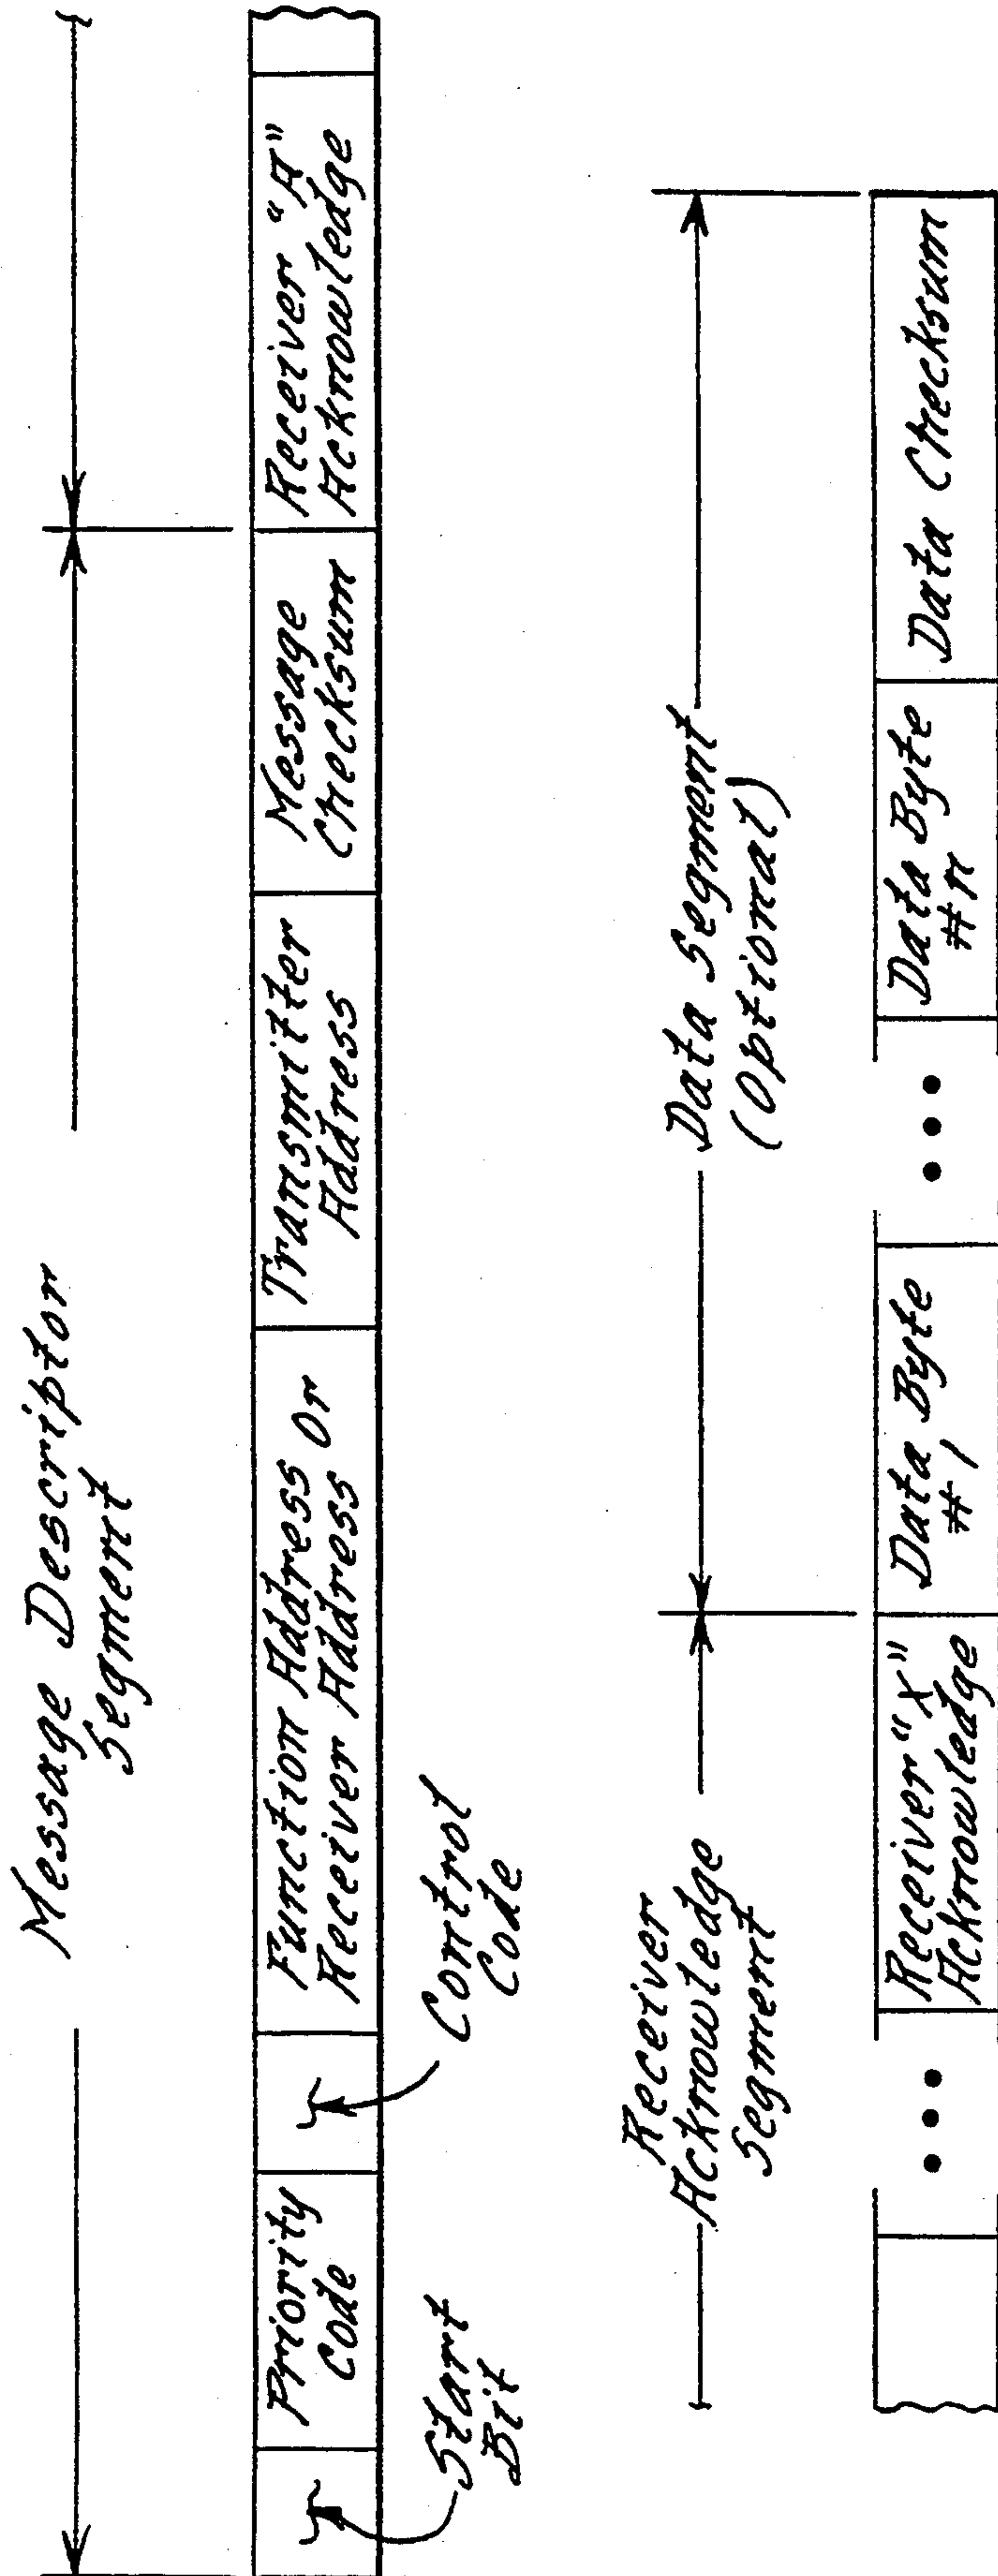 Message Descriptor
Segment
Start
Bit
Priority
Code
Control
Code
Function Address Or
Receiver Address
Transmitter
Address
Message
Checksum
Receiver "A"
Acknowledge
Receiver
Acknowledge
Segment
Data Segment
(Optional)
Receiver "X"
Acknowledge
Data Byte
#1
Data Byte
#n
Data Checksum